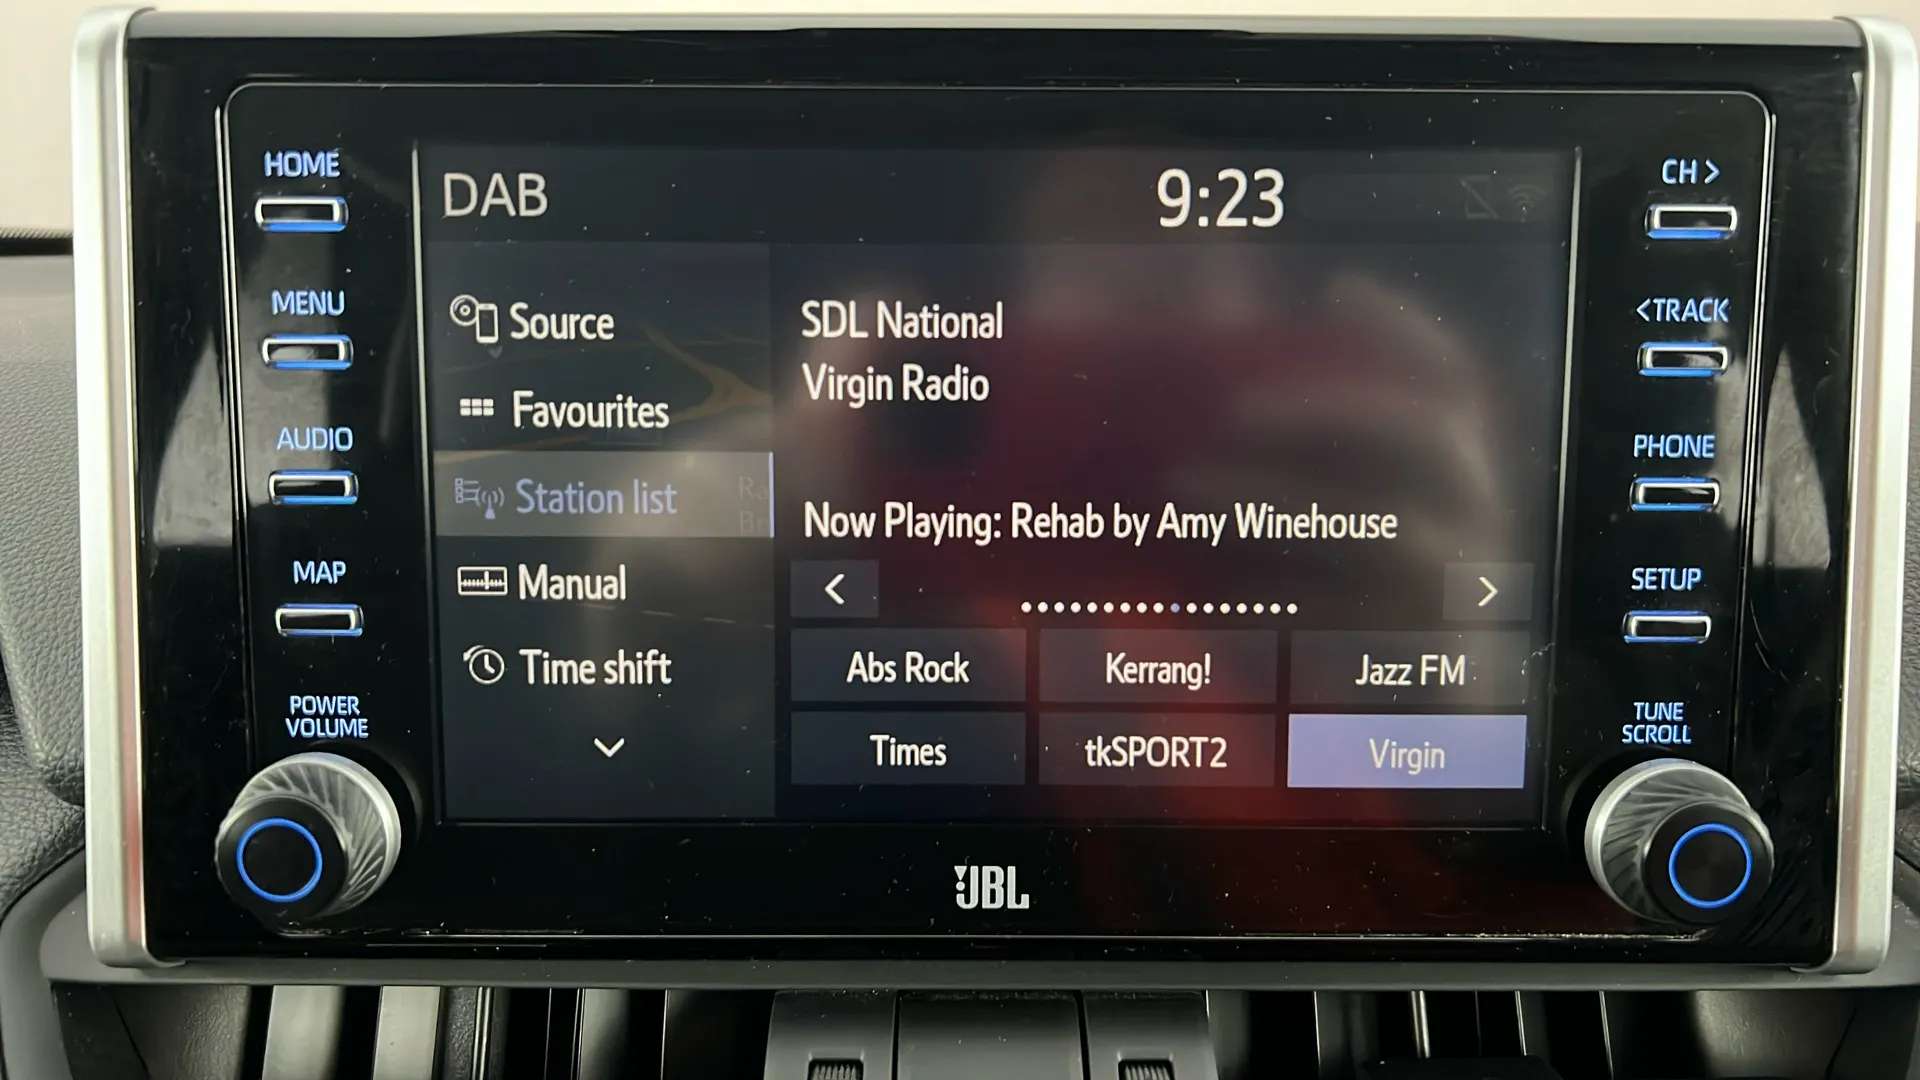 HOME
MENU
AUDIO
MAP
POWER
VOLUME
DAB
9:23
Source
Favourites
Station list
Manual
Time shift
SDL National
Virgin Radio
Now Playing: Rehab by Amy Winehouse
<
>
Abs Rock
Kerrang!
Jazz FM
Times
tkSPORT2
Virgin
JBL
CH >
<TRACK
PHONE
SETUP
TUNE
SCROLL